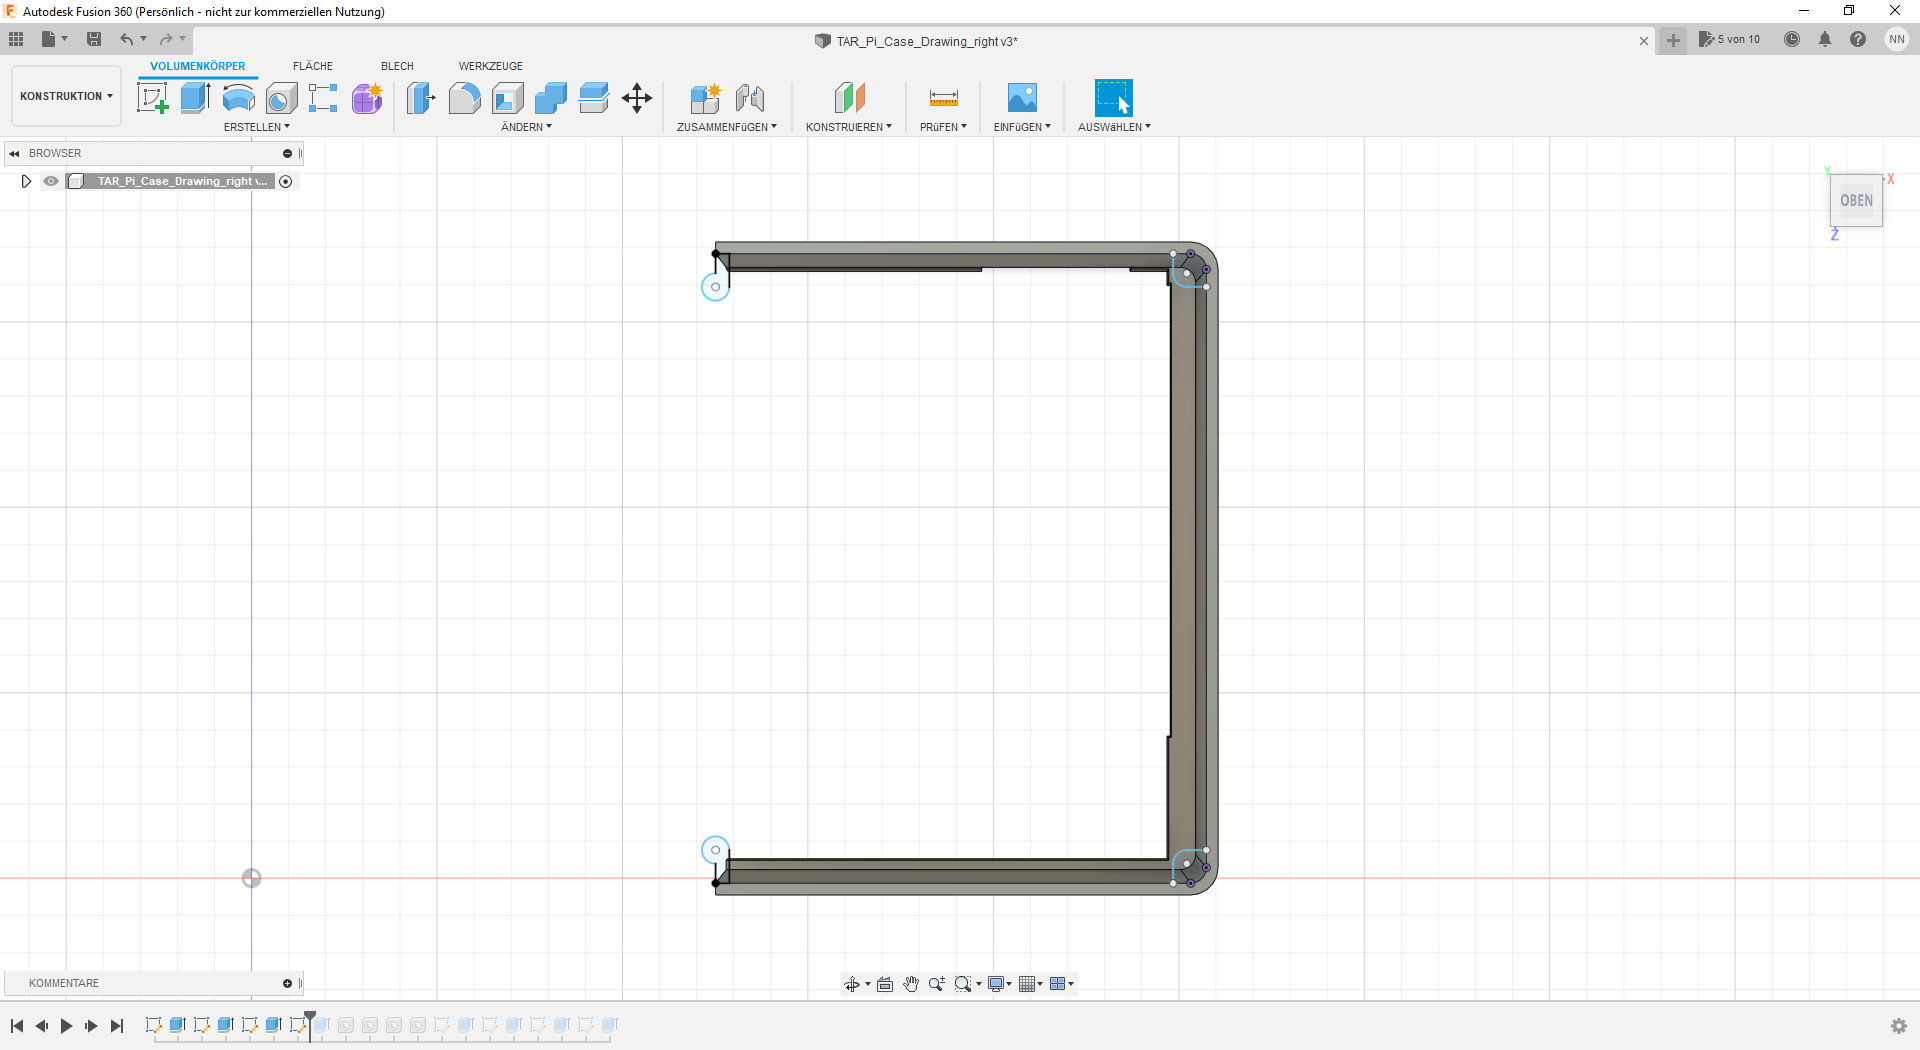 Autodesk Fusion 360 (Persönlich - nicht zur kommerziellen Nutzung)
TAR_Pi_Case_Drawing_right v3*
5 von 10
NN
KONSTRUKTION
VOLUMENKÖRPER
FLÄCHE
BLECH
WERKZEUGE
ERSTELLEN
ÄNDERN
ZUSAMMENFüGEN
KONSTRUIEREN
PRüFEN
EINFüGEN
AUSWäHLEN
BROWSER
TAR_Pi_Case_Drawing_right v...
Y
X
OBEN
Z
KOMMENTARE